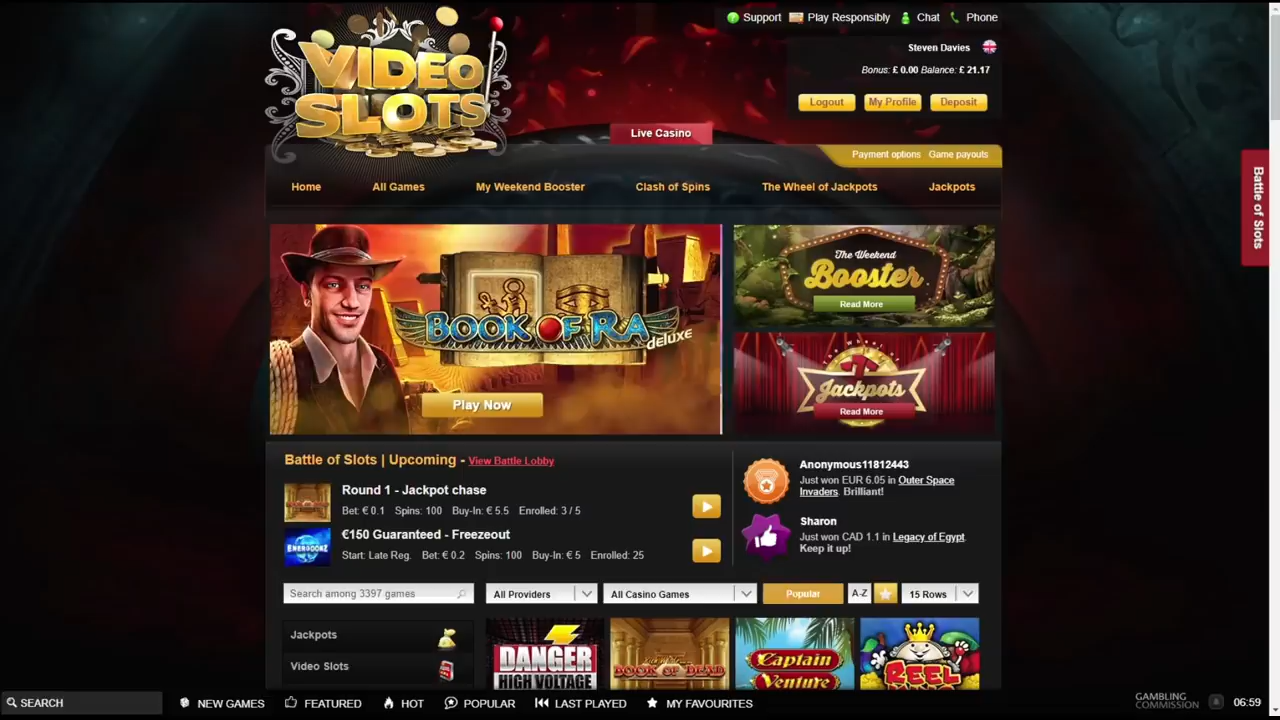 Support Play Responsibly Chat Phone
VIDEO
SLOTS
Steven Davies
Bonus: £ 0.00 Balance: £ 21.17
Logout My Profile Deposit
Live Casino
Payment options Game payouts
Home All Games My Weekend Booster Clash of Spins The Wheel of Jackpots Jackpots
Battle of Slots
BOOK OF RA
deluxe
Play Now
The Weekend
Booster
Read More
The Wheel of
Jackpots
Read More
Battle of Slots | Upcoming - View Battle Lobby
Round 1 - Jackpot chase
Bet: € 0.1 Spins: 100 Buy-In: € 5.5 Enrolled: 3 / 5
€150 Guaranteed - Freezeout
Start: Late Reg. Bet: € 0.2 Spins: 100 Buy-In: € 5 Enrolled: 25
Anonymous11812443
Just won EUR 6.05 in Outer Space
Invaders. Brilliant!
Sharon
Just won CAD 1.1 in Legacy of Egypt.
Keep it up!
Search among 3397 games All Providers All Casino Games Popular A-Z 15 Rows
Jackpots
Video Slots
DANGER
HIGH VOLTAGE
BOOK OF DEAD
Captain
Venture
REEL
SEARCH NEW GAMES FEATURED HOT POPULAR LAST PLAYED MY FAVOURITES
GAMBLING
COMMISSION
06:59